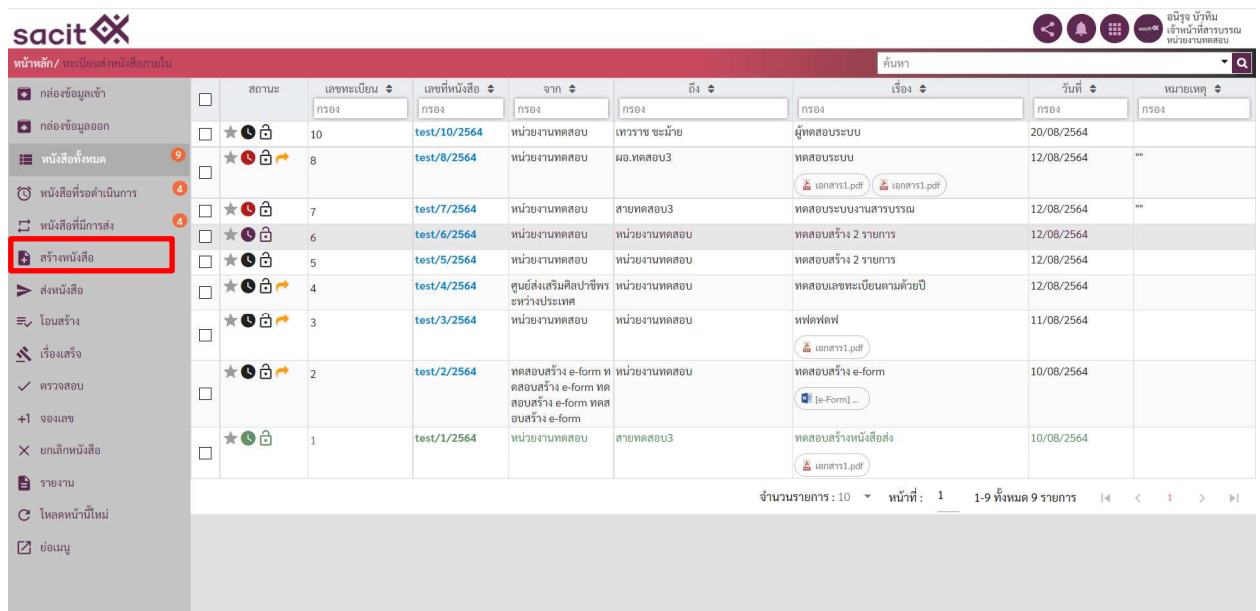 sacit
อนิรุจ บัวทิม
เจ้าหน้าที่สารบรรณ
หน่วยงานทดสอบ
หน้าหลัก/ ทะเบียนส่งหนังสือภายใน
ค้นหา
กล่องข้อมูลเข้า
กล่องข้อมูลออก
หนังสือทั้งหมด 9
หนังสือที่รอดำเนินการ 4
หนังสือที่มีการส่ง 4
สร้างหนังสือ
ส่งหนังสือ
โอนสร้าง
เรื่องเสร็จ
ตรวจสอบ
+1 จองเลข
ยกเลิกหนังสือ
รายงาน
โหลดหน้านี้ใหม่
ย่อเมนู
สถานะ เลขทะเบียน เลขที่หนังสือ จาก ถึง เรื่อง วันที่ หมายเหตุ
กรอง กรอง กรอง กรอง กรอง กรอง กรอง
10 test/10/2564 หน่วยงานทดสอบ เทวราช ขะม้าย ผู้ทดสอบระบบ 20/08/2564
8 test/8/2564 หน่วยงานทดสอบ ผอ.ทดสอบ3 ทดสอบระบบ 12/08/2564 ""
เอกสาร1.pdf เอกสาร1.pdf
7 test/7/2564 หน่วยงานทดสอบ สายทดสอบ3 ทดสอบระบบงานสารบรรณ 12/08/2564 ""
6 test/6/2564 หน่วยงานทดสอบ หน่วยงานทดสอบ ทดสอบสร้าง 2 รายการ 12/08/2564
5 test/5/2564 หน่วยงานทดสอบ หน่วยงานทดสอบ ทดสอบสร้าง 2 รายการ 12/08/2564
4 test/4/2564 ศูนย์ส่งเสริมศิลปาชีพร หน่วยงานทดสอบ ทดสอบเลขทะเบียนตามด้วยปี 12/08/2564
ะหว่างประเทศ
3 test/3/2564 หน่วยงานทดสอบ หน่วยงานทดสอบ หฟดฟดฟ 11/08/2564
เอกสาร1.pdf
2 test/2/2564 ทดสอบสร้าง e-form ท หน่วยงานทดสอบ ทดสอบสร้าง e-form 10/08/2564
ดสอบสร้าง e-form ทด
สอบสร้าง e-form ทดส [e-Form] ...
อบสร้าง e-form
1 test/1/2564 หน่วยงานทดสอบ สายทดสอบ3 ทดสอบสร้างหนังสือส่ง 10/08/2564
เอกสาร1.pdf
จำนวนรายการ : 10 หน้าที่ : 1 1-9 ทั้งหมด 9 รายการ 1